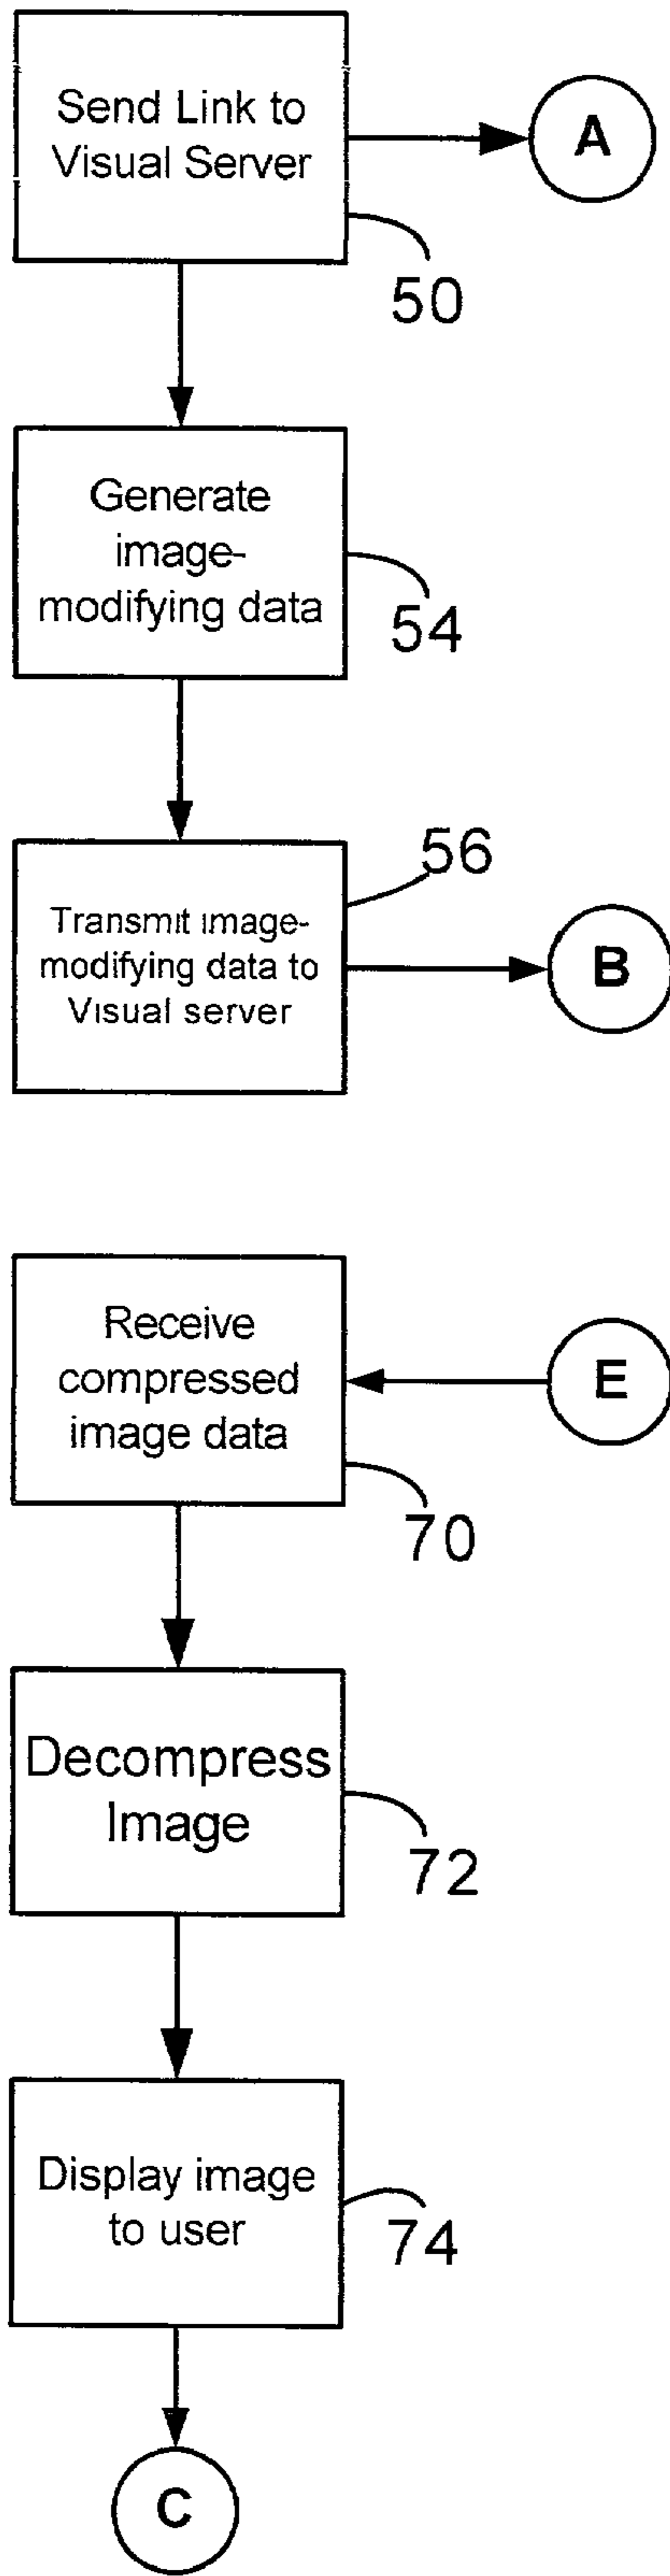 Send Link to
Visual Server
A
50
Generate
image-
modifying data
54
56
Transmit image-
modifying data to
Visual server
B
Receive
compressed
image data
E
70
Decompress
Image
72
Display image
to user
74
C